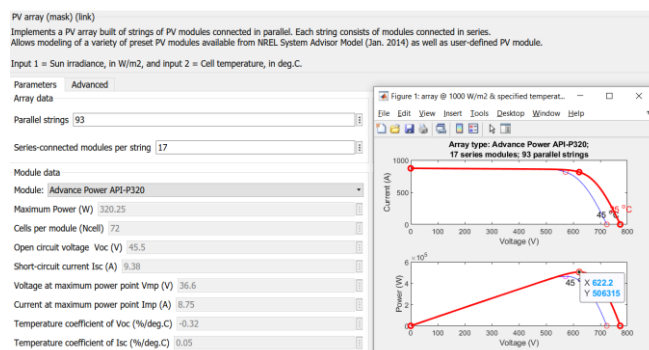 PV array (mask) (link)
Implements a PV array built of strings of PV modules connected in parallel. Each string consists of modules connected in series.
Allows modeling of a variety of preset PV modules available from NREL System Advisor Model (Jan. 2014) as well as user-defined PV module.
Input 1 = Sun irradiance, in W/m2, and input 2 = Cell temperature, in deg.C.
Parameters Advanced
Array data
Parallel strings 93
Series-connected modules per string 17
Module data
Module: Advance Power API-P320
Maximum Power (W) 320.25
Cells per module (Ncell) 72
Open circuit voltage Voc (V) 45.5
Short-circuit current Isc (A) 9.38
Voltage at maximum power point Vmp (V) 36.6
Current at maximum power point Imp (A) 8.75
Temperature coefficient of Voc (%/deg.C) -0.32
Temperature coefficient of Isc (%/deg.C) 0.05
Figure 1: array @ 1000 W/m2 & specified temperat...
File Edit View Insert Tools Desktop Window Help
Array type: Advance Power API-P320;
17 series modules; 93 parallel strings
Current (A)
1000
500
0
45 °C
0 100 200 300 400 500 600 700 800
Voltage (V)
Power (W)
6 ×10⁵
4
2
0
45 °
X 622.2
Y 506315
0 100 200 300 400 500 600 700 800
Voltage (V)